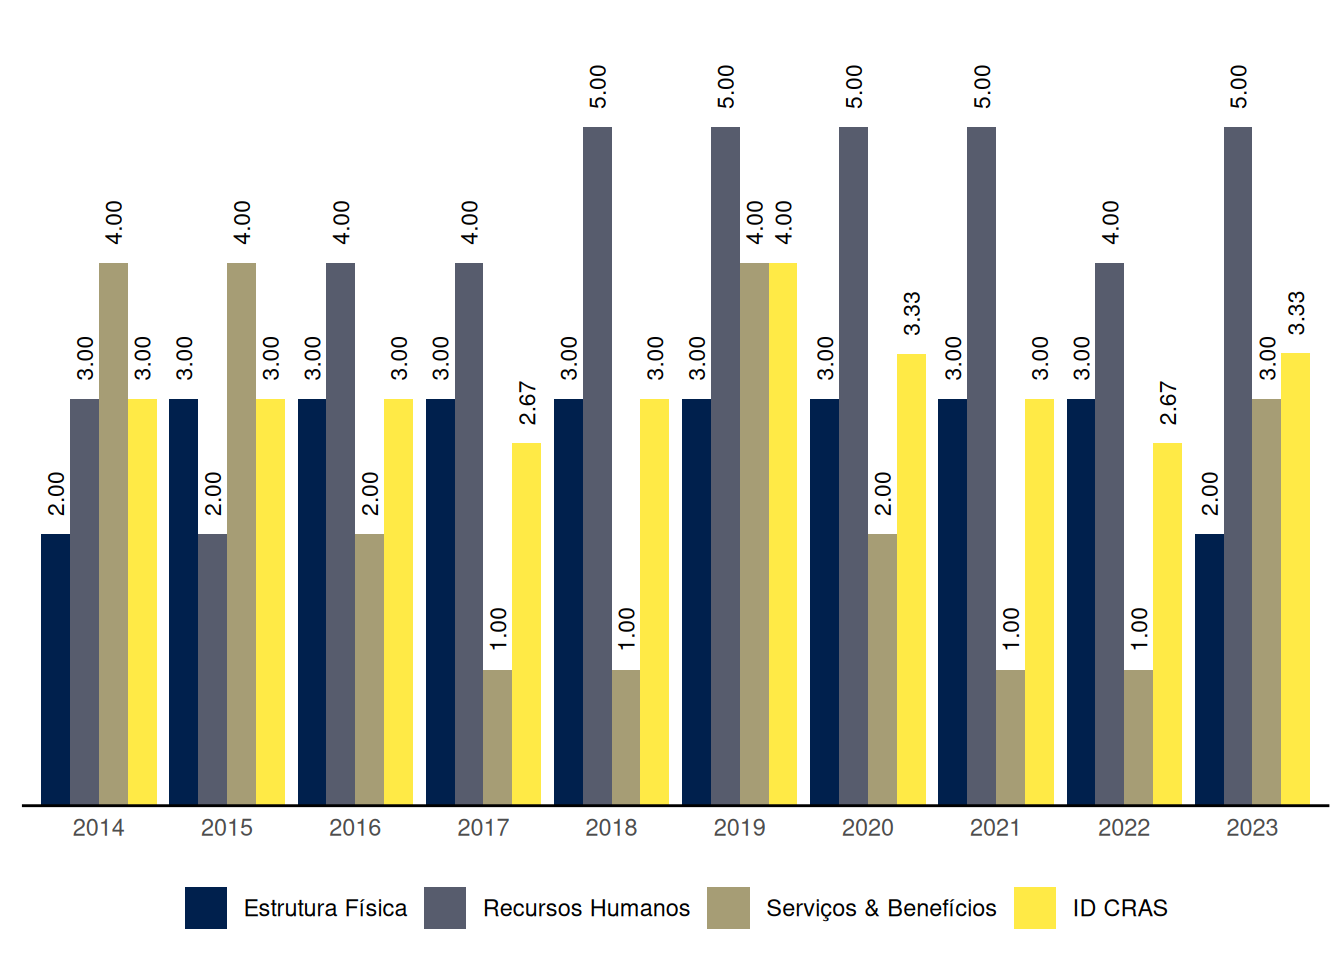 5.00 5.00 5.00 5.00 5.00
4.00 4.00 4.00 4.00 4.00 4.00 4.00
3.33 3.33
3.00 3.00 3.00 3.00 3.00 3.00 3.00 3.00 3.00 3.00 3.00 3.00 3.00 3.00
2.67 2.67
2.00 2.00 2.00 2.00 2.00
1.00 1.00 1.00 1.00
2014 2015 2016 2017 2018 2019 2020 2021 2022 2023
Estrutura Física Recursos Humanos Serviços & Benefícios ID CRAS